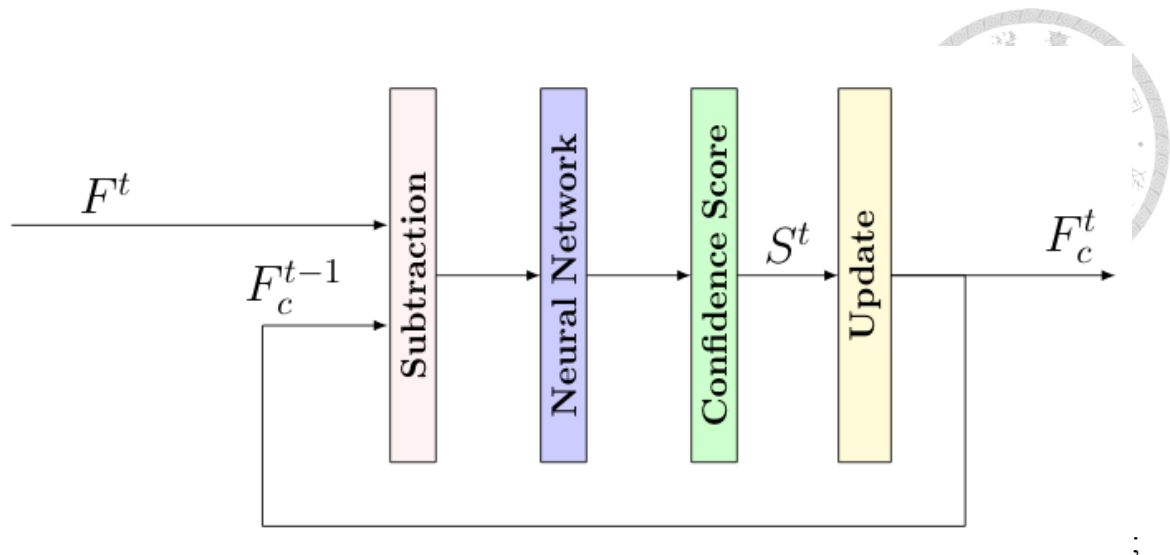 F^t
F_c^{t-1}
Subtraction
Neural Network
Confidence Score
S^t
Update
F_c^t
;